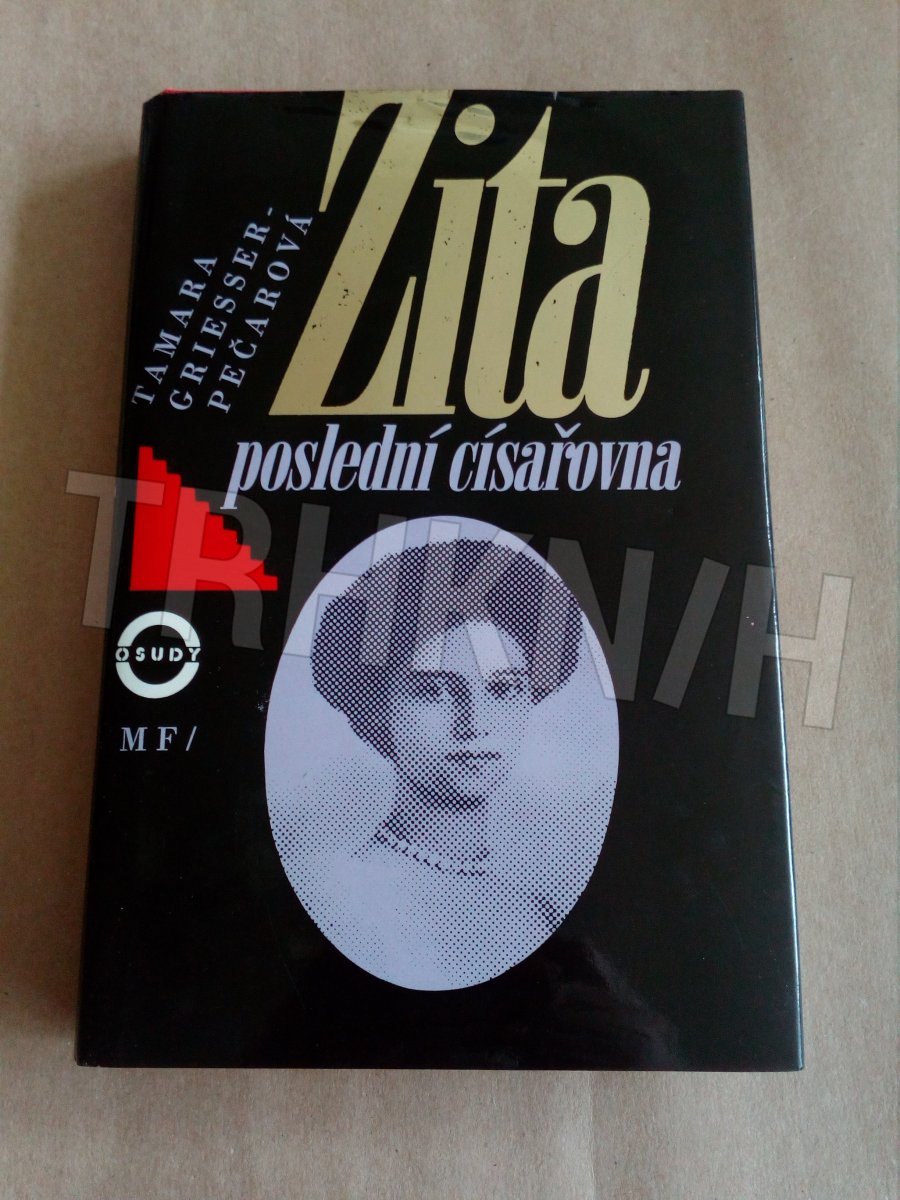 Zita
TAMARA
GRIESSER-
PEČAROVÁ
poslední císařovna
TRHKNIH
OSUDY
MF/